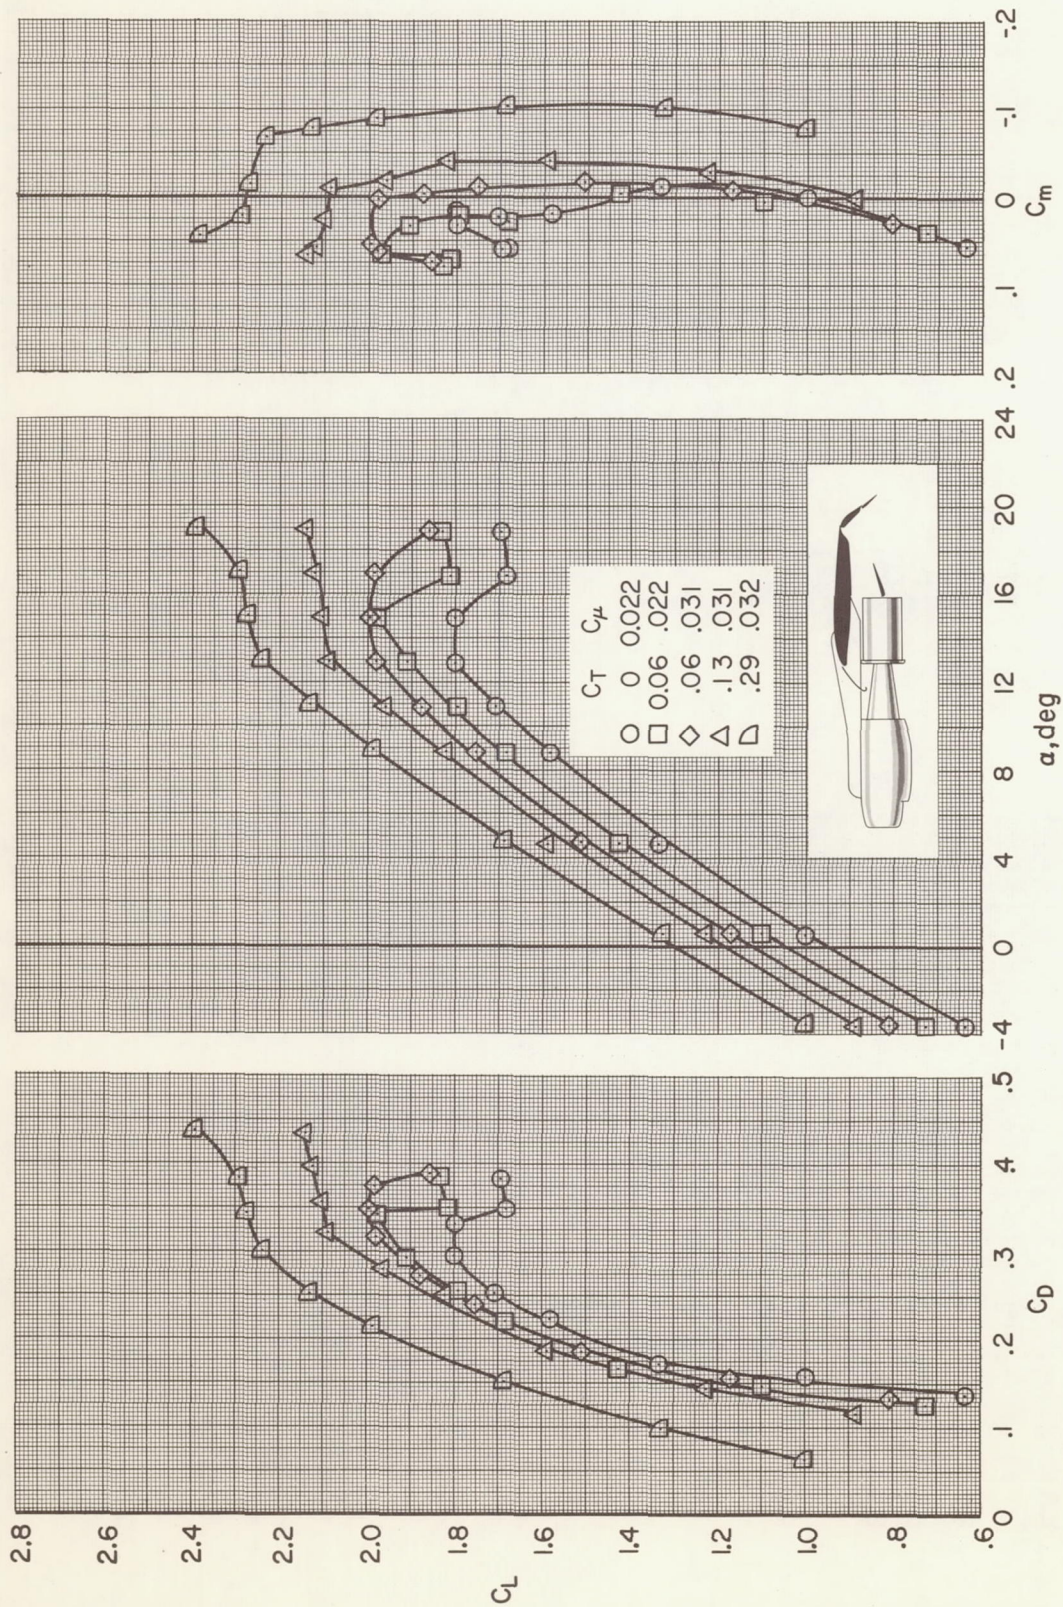 2.8
2.6
2.4
2.2
2.0
1.8
1.6
1.4
1.2
1.0
.8
.6
C_L
0 .1 .2 .3 .4 .5
C_D
-4 0 4 8 12 16 20 24
α, deg
.2 .1 0 -.1 -.2
C_m
C_T C_μ
0 0.022
0.06 .022
.06 .031
.13 .031
.29 .032